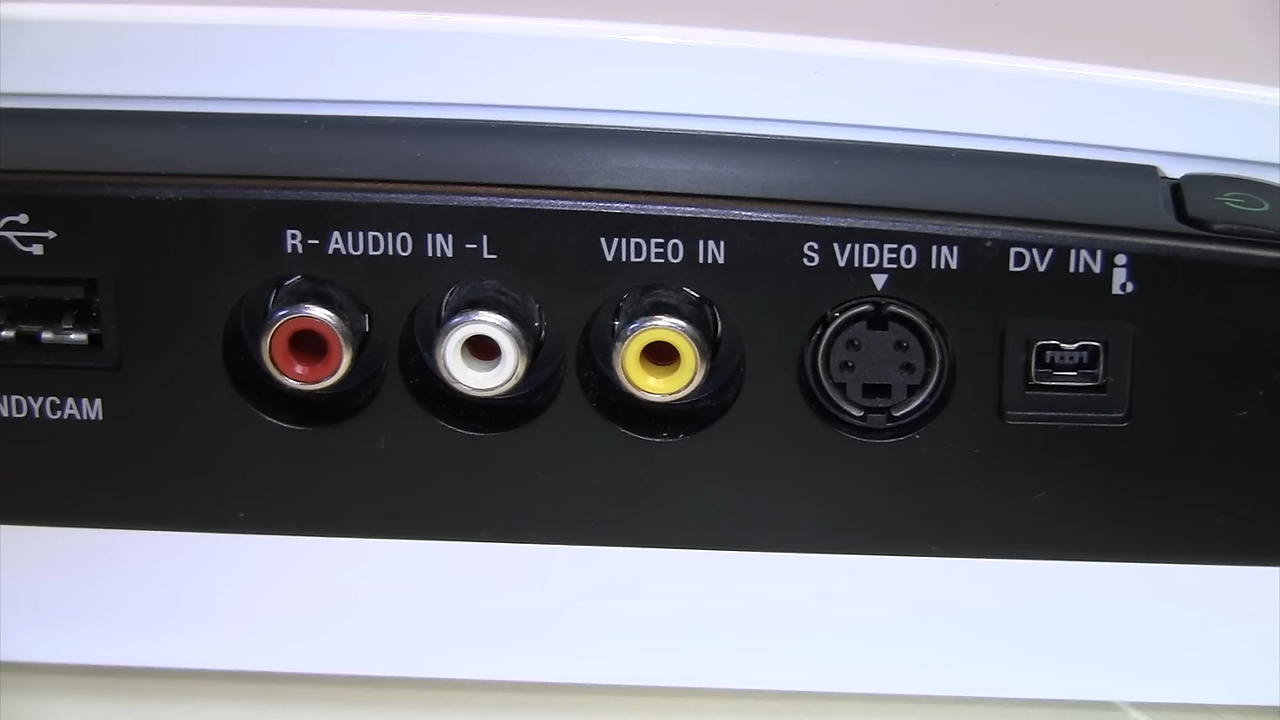 R- AUDIO IN -L
VIDEO IN
S VIDEO IN
DV IN
NDYCAM